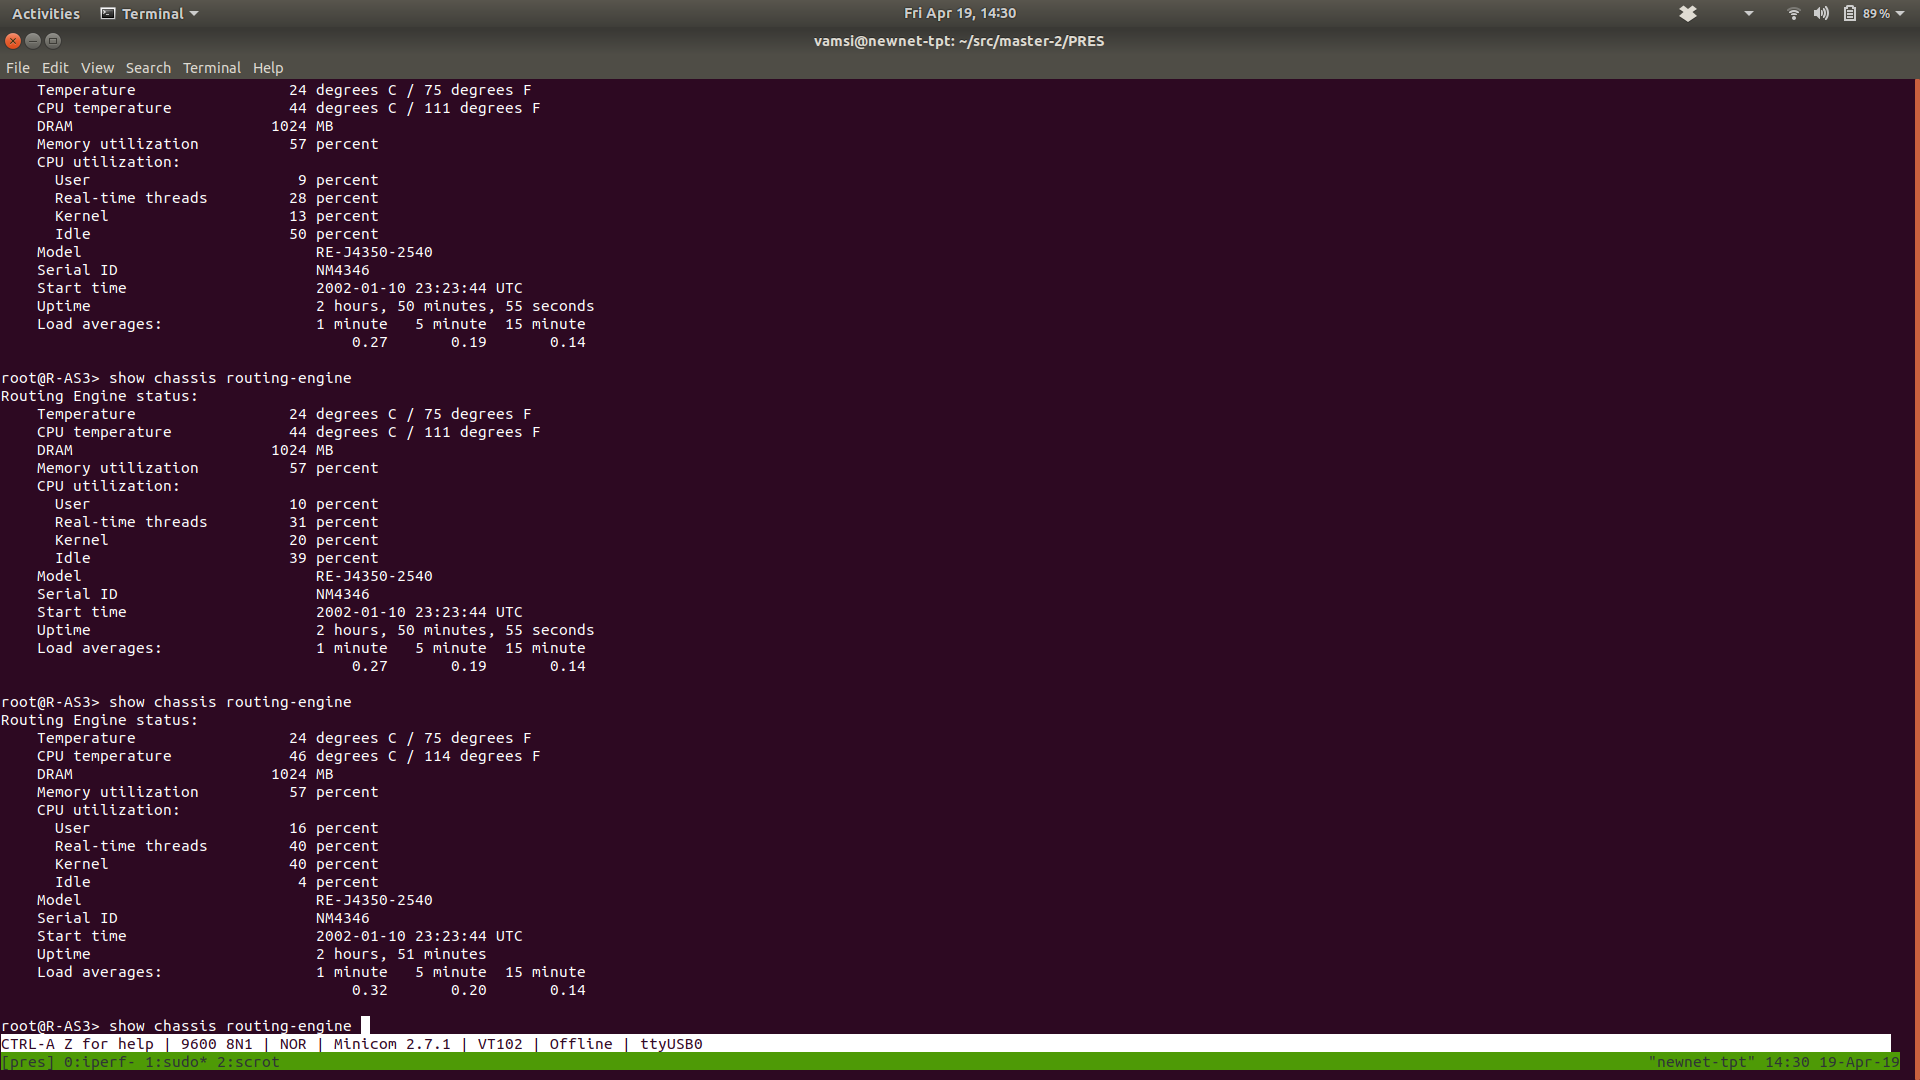 Activities Terminal Fri Apr 19, 14:30 89 %
vamsi@newnet-tpt: ~/src/master-2/PRES
File Edit View Search Terminal Help
    Temperature                 24 degrees C / 75 degrees F
    CPU temperature             44 degrees C / 111 degrees F
    DRAM                      1024 MB
    Memory utilization          57 percent
    CPU utilization:
      User                       9 percent
      Real-time threads         28 percent
      Kernel                    13 percent
      Idle                      50 percent
    Model                          RE-J4350-2540
    Serial ID                      NM4346
    Start time                     2002-01-10 23:23:44 UTC
    Uptime                         2 hours, 50 minutes, 55 seconds
    Load averages:                 1 minute   5 minute  15 minute
                                       0.27       0.19       0.14
root@R-AS3> show chassis routing-engine
Routing Engine status:
    Temperature                 24 degrees C / 75 degrees F
    CPU temperature             44 degrees C / 111 degrees F
    DRAM                      1024 MB
    Memory utilization          57 percent
    CPU utilization:
      User                      10 percent
      Real-time threads         31 percent
      Kernel                    20 percent
      Idle                      39 percent
    Model                          RE-J4350-2540
    Serial ID                      NM4346
    Start time                     2002-01-10 23:23:44 UTC
    Uptime                         2 hours, 50 minutes, 55 seconds
    Load averages:                 1 minute   5 minute  15 minute
                                       0.27       0.19       0.14
root@R-AS3> show chassis routing-engine
Routing Engine status:
    Temperature                 24 degrees C / 75 degrees F
    CPU temperature             46 degrees C / 114 degrees F
    DRAM                      1024 MB
    Memory utilization          57 percent
    CPU utilization:
      User                      16 percent
      Real-time threads         40 percent
      Kernel                    40 percent
      Idle                       4 percent
    Model                          RE-J4350-2540
    Serial ID                      NM4346
    Start time                     2002-01-10 23:23:44 UTC
    Uptime                         2 hours, 51 minutes
    Load averages:                 1 minute   5 minute  15 minute
                                       0.32       0.20       0.14
root@R-AS3> show chassis routing-engine
CTRL-A Z for help | 9600 8N1 | NOR | Minicom 2.7.1 | VT102 | Offline | ttyUSB0
[pres] 0:iperf- 1:sudo* 2:scrot "newnet-tpt" 14:30 19-Apr-19